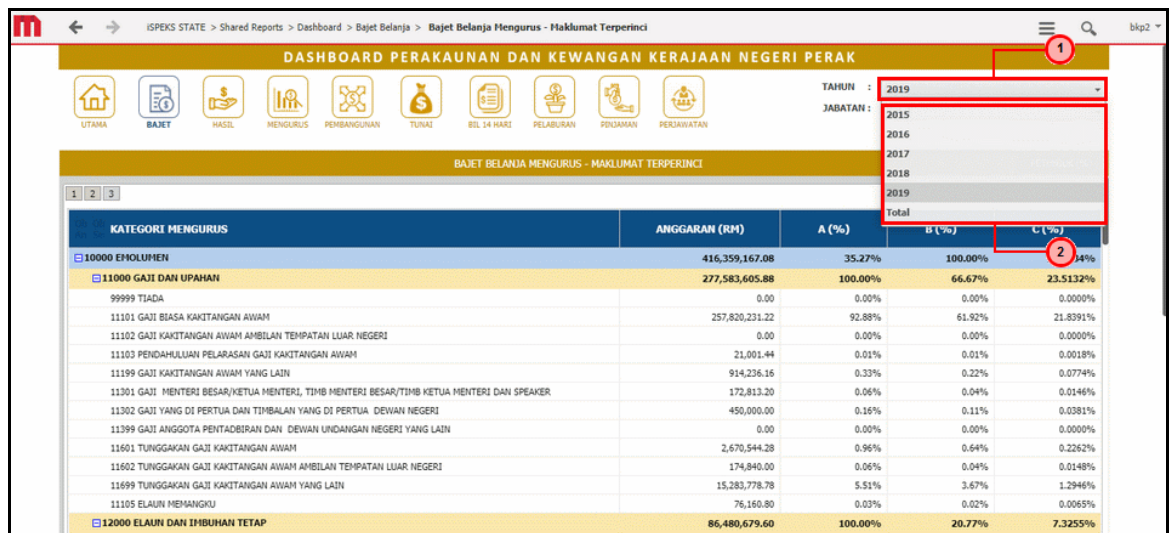 iSPEKS STATE > Shared Reports > Dashboard > Bajet Belanja > Bajet Belanja Mengurus - Maklumat Terperinci
bkp2
1
DASHBOARD PERAKAUNAN DAN KEWANGAN KERAJAAN NEGERI PERAK
TAHUN : 2019
JABATAN :
UTAMA BAJET HASIL MENGURUS PEMBANGUNAN TUNAI BIL 14 HARI PELABURAN PINJAMAN PERJAWATAN
2015
2016
2017
2018
2019
Total
BAJET BELANJA MENGURUS - MAKLUMAT TERPERINCI
1 2 3
KATEGORI MENGURUS ANGGARAN (RM) A (%) B (%) C (%)
2
10000 EMOLUMEN 416,359,167.08 35.27% 100.00% 34%
11000 GAJI DAN UPAHAN 277,583,605.88 100.00% 66.67% 23.5132%
99999 TIADA 0.00 0.00% 0.00% 0.0000%
11101 GAJI BIASA KAKITANGAN AWAM 257,820,231.22 92.88% 61.92% 21.8391%
11102 GAJI KAKITANGAN AWAM AMBILAN TEMPATAN LUAR NEGERI 0.00 0.00% 0.00% 0.0000%
11103 PENDAHULUAN PELARASAN GAJI KAKITANGAN AWAM 21,001.44 0.01% 0.01% 0.0018%
11199 GAJI KAKITANGAN AWAM YANG LAIN 914,236.16 0.33% 0.22% 0.0774%
11301 GAJI MENTERI BESAR/KETUA MENTERI, TIMB MENTERI BESAR/TIMB KETUA MENTERI DAN SPEAKER 172,813.20 0.06% 0.04% 0.0146%
11302 GAJI YANG DI PERTUA DAN TIMBALAN YANG DI PERTUA DEWAN NEGERI 450,000.00 0.16% 0.11% 0.0381%
11399 GAJI ANGGOTA PENTADBIRAN DAN DEWAN UNDANGAN NEGERI YANG LAIN 0.00 0.00% 0.00% 0.0000%
11601 TUNGGAKAN GAJI KAKITANGAN AWAM 2,670,544.28 0.96% 0.64% 0.2262%
11602 TUNGGAKAN GAJI KAKITANGAN AWAM AMBILAN TEMPATAN LUAR NEGERI 174,840.00 0.06% 0.04% 0.0148%
11699 TUNGGAKAN GAJI KAKITANGAN AWAM YANG LAIN 15,283,778.78 5.51% 3.67% 1.2946%
11105 ELAUN MEMANGKU 76,160.80 0.03% 0.02% 0.0065%
12000 ELAUN DAN IMBUHAN TETAP 86,480,679.60 100.00% 20.77% 7.3255%